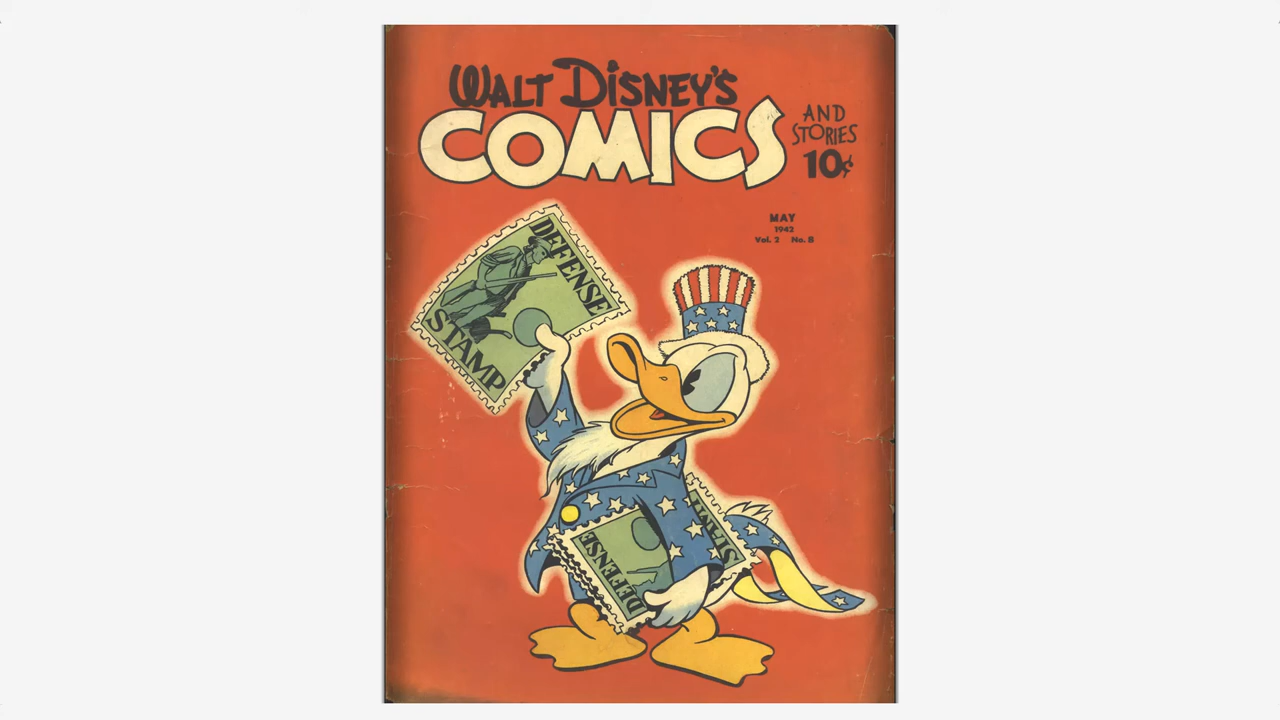 WALT DISNEY'S
COMICS
AND
STORIES
10¢
MAY
1942
Vol. 2 No. 8
DEFENSE
STAMP
DEFENSE
STAMP